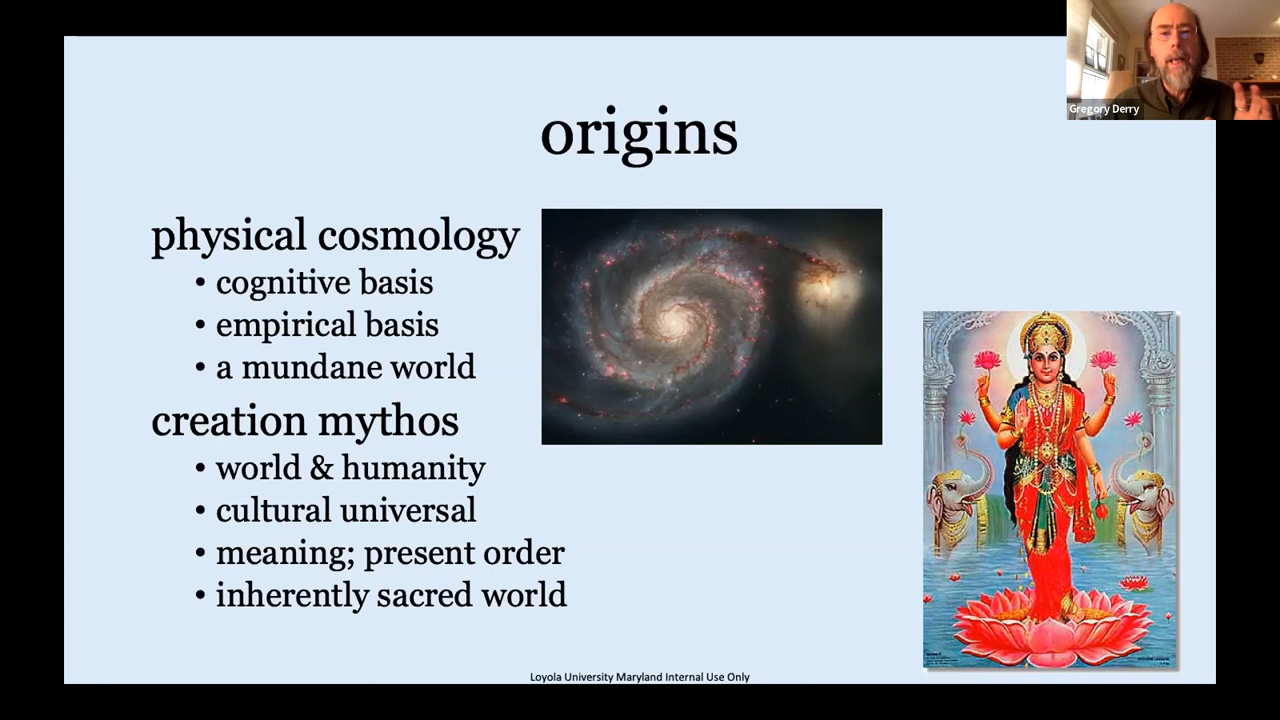 Gregory Derry
origins
physical cosmology
• cognitive basis
• empirical basis
• a mundane world
creation mythos
• world & humanity
• cultural universal
• meaning; present order
• inherently sacred world
Loyola University Maryland Internal Use Only